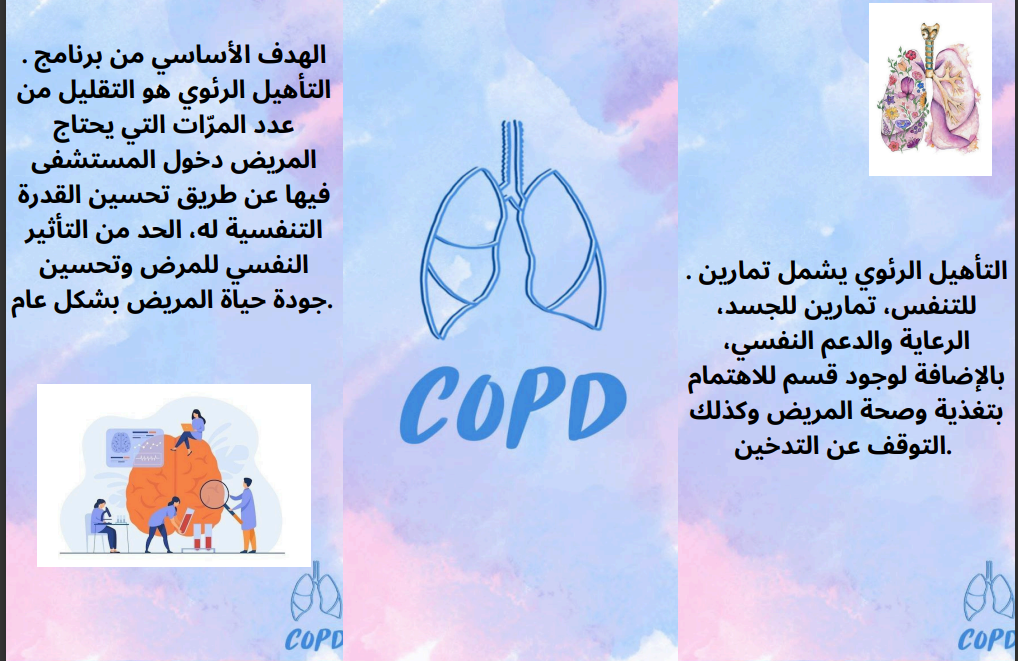 التأهيل الرئوي يشمل تمارين .
للتنفس، تمارين للجسد،
الرعاية والدعم النفسي،
بالإضافة لوجود قسم للاهتمام
بتغذية وصحة المريض وكذلك
.التوقف عن التدخين
COPD
COPD
الهدف الأساسي من برنامج .
التأهيل الرئوي هو التقليل من
عدد المرّات التي يحتاج
المريض دخول المستشفى
فيها عن طريق تحسين القدرة
التنفسية له، الحد من التأثير
النفسي للمرض وتحسين
.جودة حياة المريض بشكل عام
COPD